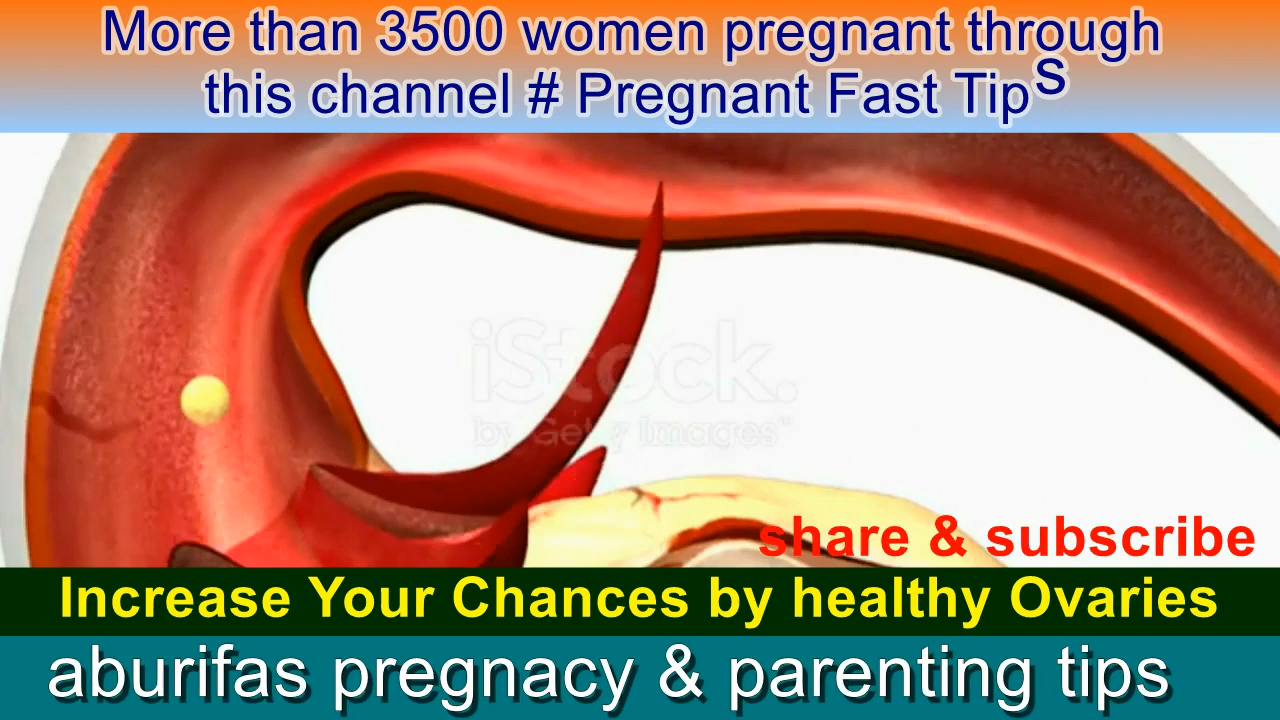 More than 3500 women pregnant through
this channel # Pregnant Fast Tips
iStock.
by Getty Images™
share & subscribe
Increase Your Chances by healthy Ovaries
aburifas pregnacy & parenting tips